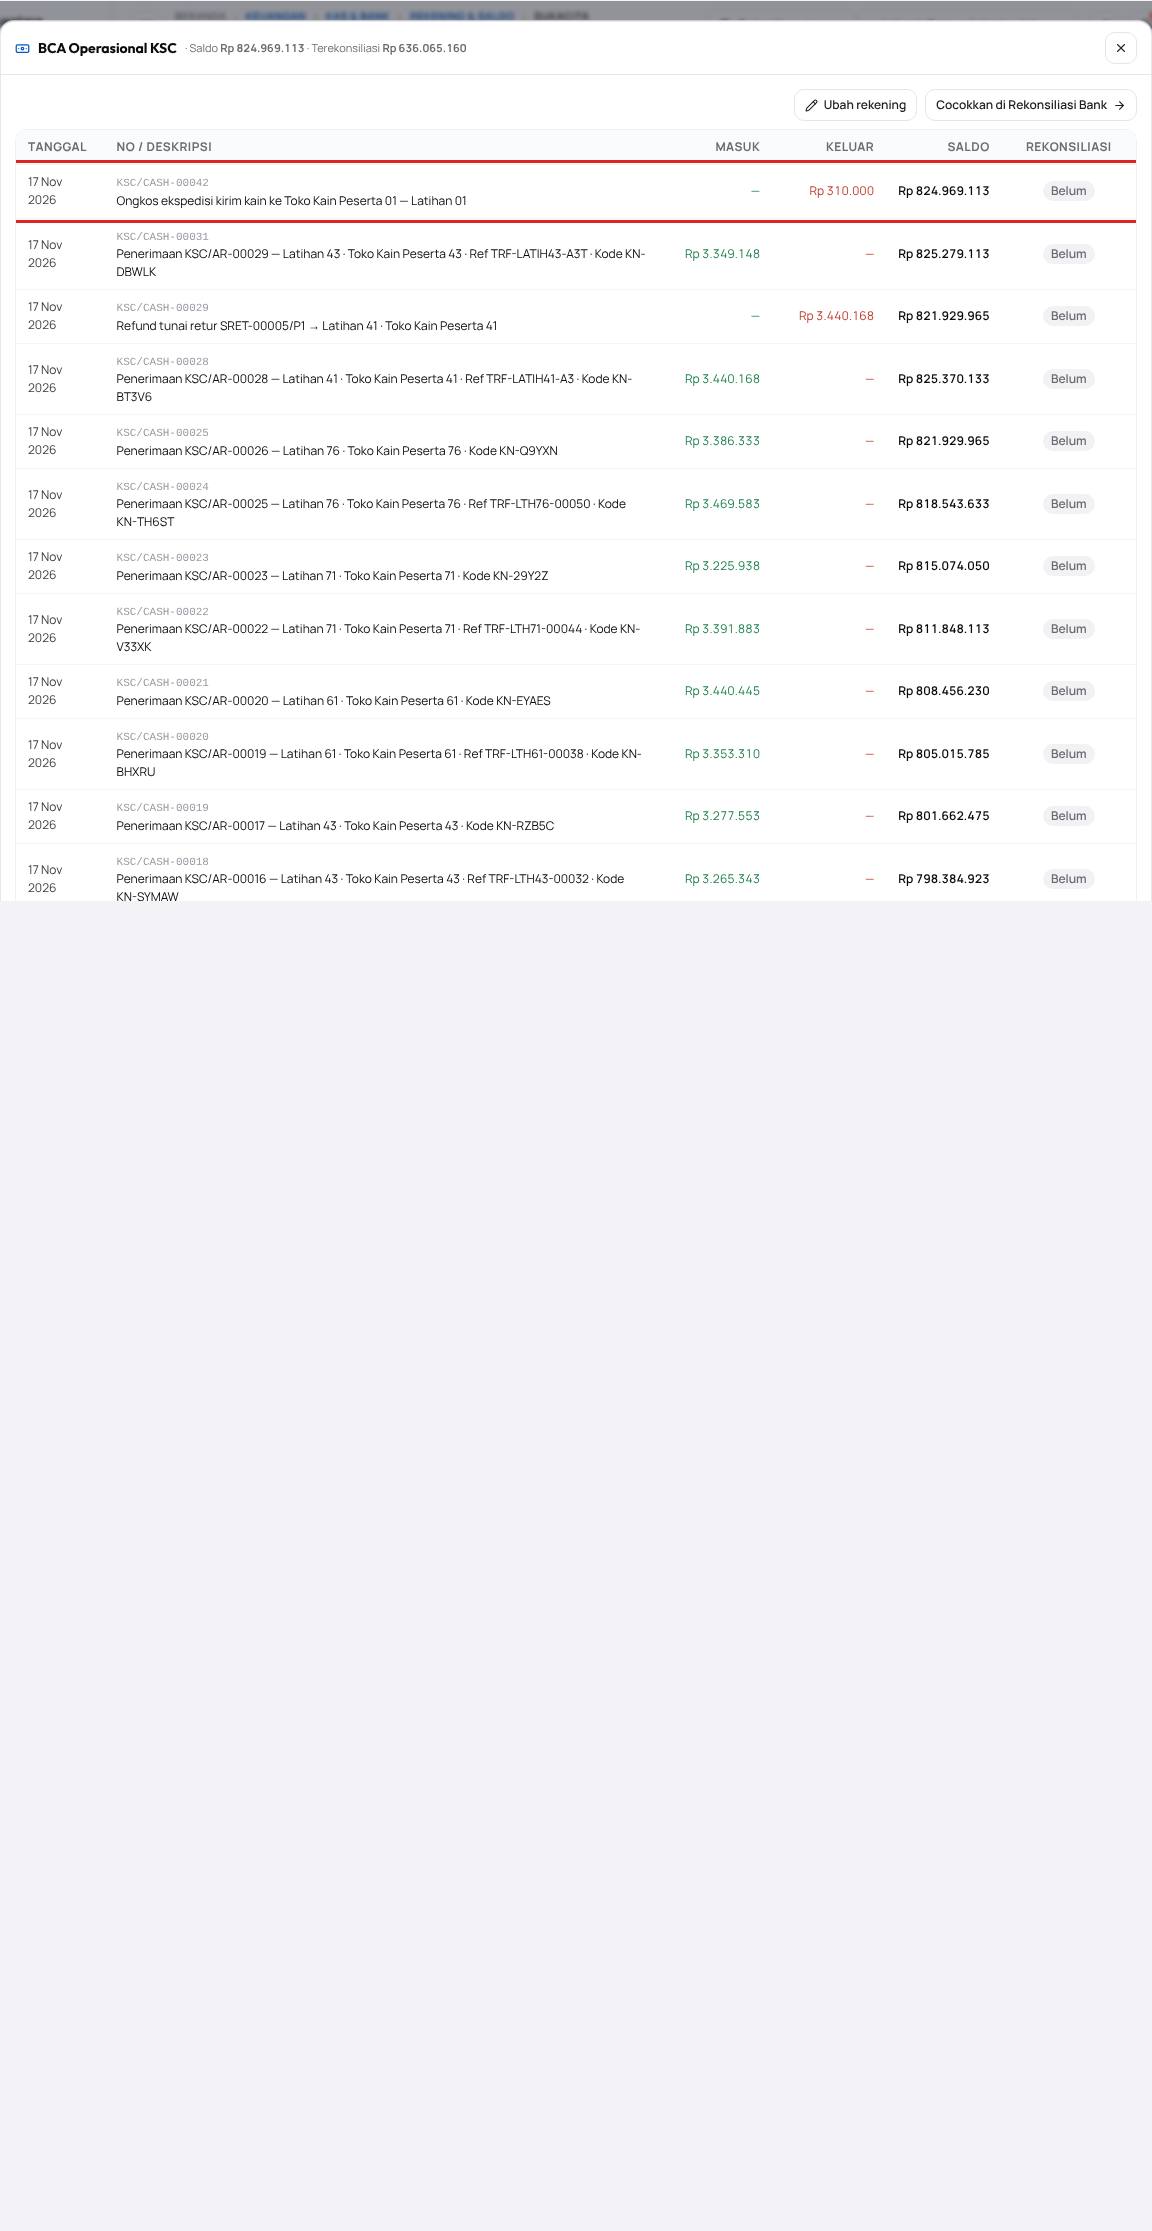 BERANDA KEUANGAN KAS & BANK REKENING & SALDO
BCA Operasional KSC · Saldo Rp 824.969.113 · Terekonsiliasi Rp 636.065.160
Ubah rekening Cocokkan di Rekonsiliasi Bank →
TANGGAL NO / DESKRIPSI MASUK KELUAR SALDO REKONSILIASI
17 Nov 2026
KSC/CASH-00042
Ongkos ekspedisi kirim kain ke Toko Kain Peserta 01 — Latihan 01
— Rp 310.000 Rp 824.969.113 Belum
17 Nov 2026
KSC/CASH-00031
Penerimaan KSC/AR-00029 — Latihan 43 · Toko Kain Peserta 43 · Ref TRF-LATIH43-A3T · Kode KN-
DBWLK
Rp 3.349.148 — Rp 825.279.113 Belum
17 Nov 2026
KSC/CASH-00029
Refund tunai retur SRET-00005/P1 → Latihan 41 · Toko Kain Peserta 41
— Rp 3.440.168 Rp 821.929.965 Belum
17 Nov 2026
KSC/CASH-00028
Penerimaan KSC/AR-00028 — Latihan 41 · Toko Kain Peserta 41 · Ref TRF-LATIH41-A3 · Kode KN-
BT3V6
Rp 3.440.168 — Rp 825.370.133 Belum
17 Nov 2026
KSC/CASH-00025
Penerimaan KSC/AR-00026 — Latihan 76 · Toko Kain Peserta 76 · Kode KN-Q9YXN
Rp 3.386.333 — Rp 821.929.965 Belum
17 Nov 2026
KSC/CASH-00024
Penerimaan KSC/AR-00025 — Latihan 76 · Toko Kain Peserta 76 · Ref TRF-LTH76-00050 · Kode
KN-TH6ST
Rp 3.469.583 — Rp 818.543.633 Belum
17 Nov 2026
KSC/CASH-00023
Penerimaan KSC/AR-00023 — Latihan 71 · Toko Kain Peserta 71 · Kode KN-29Y2Z
Rp 3.225.938 — Rp 815.074.050 Belum
17 Nov 2026
KSC/CASH-00022
Penerimaan KSC/AR-00022 — Latihan 71 · Toko Kain Peserta 71 · Ref TRF-LTH71-00044 · Kode KN-
V33XK
Rp 3.391.883 — Rp 811.848.113 Belum
17 Nov 2026
KSC/CASH-00021
Penerimaan KSC/AR-00020 — Latihan 61 · Toko Kain Peserta 61 · Kode KN-EYAES
Rp 3.440.445 — Rp 808.456.230 Belum
17 Nov 2026
KSC/CASH-00020
Penerimaan KSC/AR-00019 — Latihan 61 · Toko Kain Peserta 61 · Ref TRF-LTH61-00038 · Kode KN-
BHXRU
Rp 3.353.310 — Rp 805.015.785 Belum
17 Nov 2026
KSC/CASH-00019
Penerimaan KSC/AR-00017 — Latihan 43 · Toko Kain Peserta 43 · Kode KN-RZB5C
Rp 3.277.553 — Rp 801.662.475 Belum
17 Nov 2026
KSC/CASH-00018
Penerimaan KSC/AR-00016 — Latihan 43 · Toko Kain Peserta 43 · Ref TRF-LTH43-00032 · Kode
KN-SYMAW
Rp 3.265.343 — Rp 798.384.923 Belum